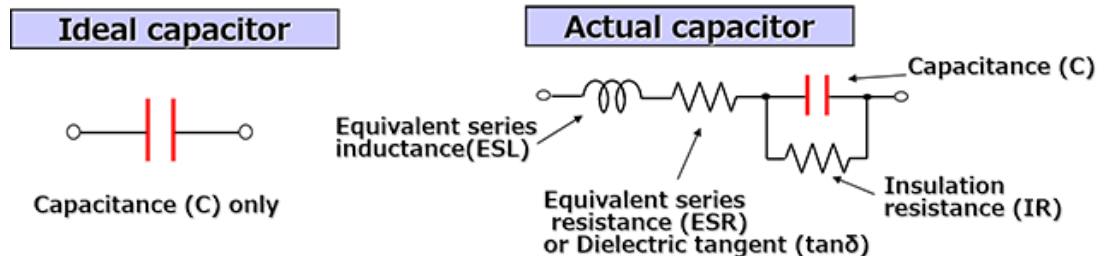 Ideal capacitor
Actual capacitor
Capacitance (C)
Equivalent series
inductance(ESL)
Capacitance (C) only
Equivalent series
resistance (ESR)
or Dielectric tangent (tanδ)
Insulation
resistance (IR)